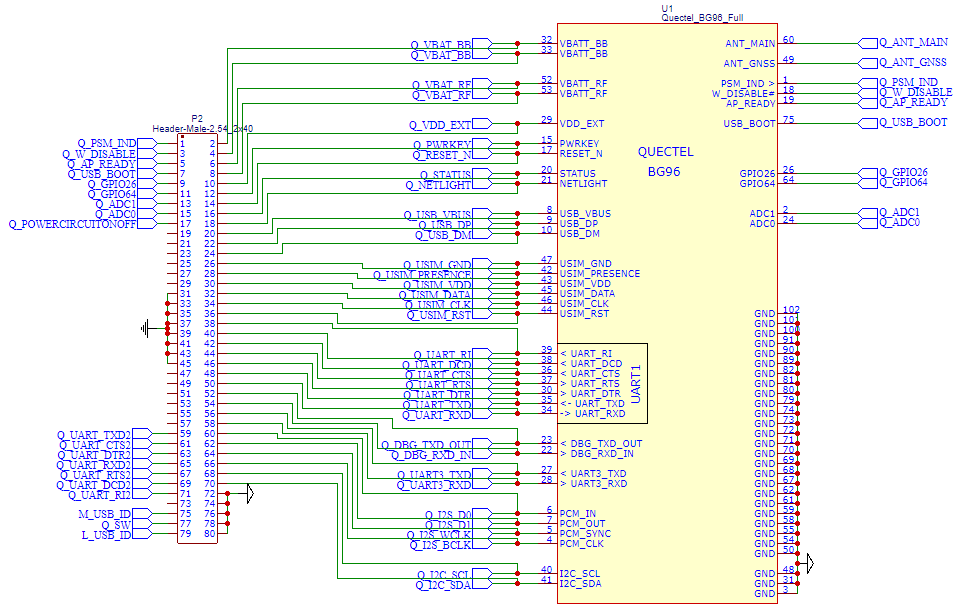 U1
Quectel_BG96_Full
Q_VBAT_BB 32 VBATT_BB ANT_MAIN 60 Q_ANT_MAIN
Q_VBAT_BB 33 VBATT_BB
ANT_GNSS 49 Q_ANT_GNSS
Q_VBAT_RF 52 VBATT_RF PSM_IND > 1 Q_PSM_IND
Q_VBAT_RF 53 VBATT_RF W_DISABLE# 18 Q_W_DISABLE
AP_READY 19 Q_AP_READY
P2
Header-Male-2.54_2x40
Q_VDD_EXT 29 VDD_EXT USB_BOOT 75 Q_USB_BOOT
Q_PSM_IND 1 2 Q_PWRKEY 15 PWRKEY
Q_W_DISABLE 3 4 Q_RESET_N 17 RESET_N
QUECTEL
Q_AP_READY 5 6
Q_USB_BOOT 7 8 Q_STATUS 20 STATUS BG96 GPIO26 26 Q_GPIO26
Q_GPIO26 9 10 Q_NETLIGHT 21 NETLIGHT GPIO64 64 Q_GPIO64
Q_GPIO64 11 12
Q_ADC1 13 14
Q_ADC0 15 16 Q_USB_VBUS 8 USB_VBUS ADC1 2 Q_ADC1
Q_POWERCIRCUITONOFF 17 18 Q_USB_DP 9 USB_DP ADC0 24 Q_ADC0
19 20 Q_USB_DM 10 USB_DM
21 22
23 24
25 26 Q_USIM_GND 47 USIM_GND
27 28 Q_USIM_PRESENCE 42 USIM_PRESENCE
29 30 Q_USIM_VDD 43 USIM_VDD
31 32 Q_USIM_DATA 45 USIM_DATA
33 34 Q_USIM_CLK 46 USIM_CLK
35 36 Q_USIM_RST 44 USIM_RST GND 102
37 38 GND 101
39 40 GND 100
41 42 GND 91
43 44 Q_UART_RI 39 < UART_RI GND 90
45 46 Q_UART_DCD 38 < UART_DCD GND 89
47 48 Q_UART_CTS 36 < UART_CTS GND 82
49 50 Q_UART_RTS 37 > UART_RTS GND 81
51 52 Q_UART_DTR 30 > UART_DTR GND 80
53 54 Q_UART_TXD 35 <- UART_TXD GND 79
55 56 Q_UART_RXD 34 -> UART_RXD GND 74
UART1
57 58 GND 73
Q_UART_TXD2 59 60 GND 72
Q_UART_CTS2 61 62 Q_DBG_TXD_OUT 23 < DBG_TXD_OUT GND 71
Q_UART_DTR2 63 64 Q_DBG_RXD_IN 22 > DBG_RXD_IN GND 70
Q_UART_RXD2 65 66 GND 69
Q_UART_RTS2 67 68 Q_UART3_TXD 27 < UART3_TXD GND 68
Q_UART_DCD2 69 70 Q_UART3_RXD 28 > UART3_RXD GND 67
Q_UART_RI2 71 72 GND 62
73 74 GND 61
M_USB_ID 75 76 Q_I2S_D0 6 PCM_IN GND 59
Q_SW 77 78 Q_I2S_D1 7 PCM_OUT GND 58
L_USB_ID 79 80 Q_I2S_WCLK 5 PCM_SYNC GND 55
Q_I2S_BCLK 4 PCM_CLK GND 54
GND 50
Q_I2C_SCL 40 I2C_SCL GND 48
Q_I2C_SDA 41 I2C_SDA GND 31
GND 3